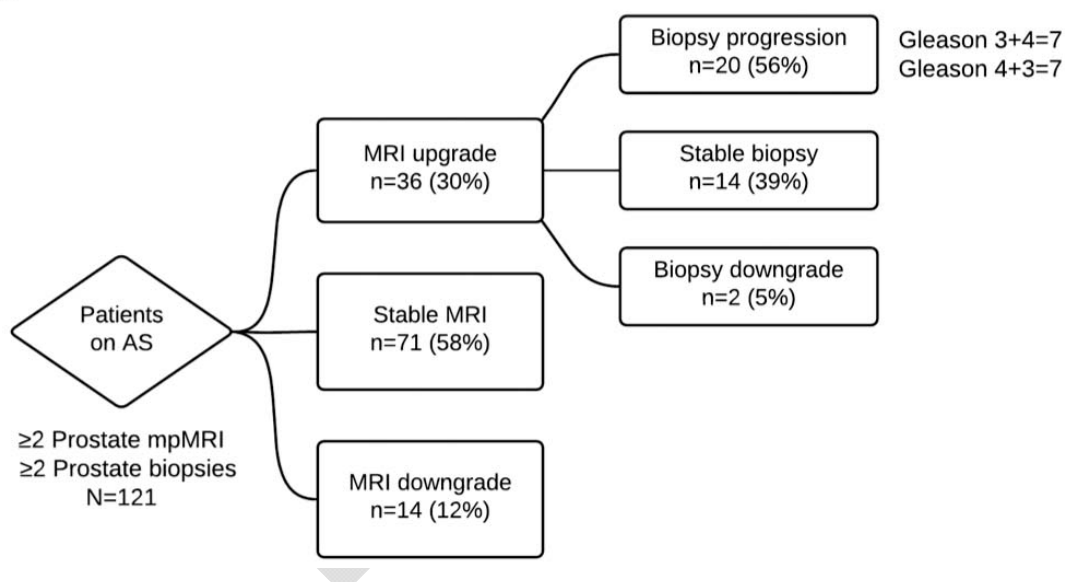 Biopsy progression
n=20 (56%)
Gleason 3+4=7
Gleason 4+3=7
MRI upgrade
n=36 (30%)
Stable biopsy
n=14 (39%)
Biopsy downgrade
n=2 (5%)
Patients
on AS
Stable MRI
n=71 (58%)
≥2 Prostate mpMRI
≥2 Prostate biopsies
N=121
MRI downgrade
n=14 (12%)